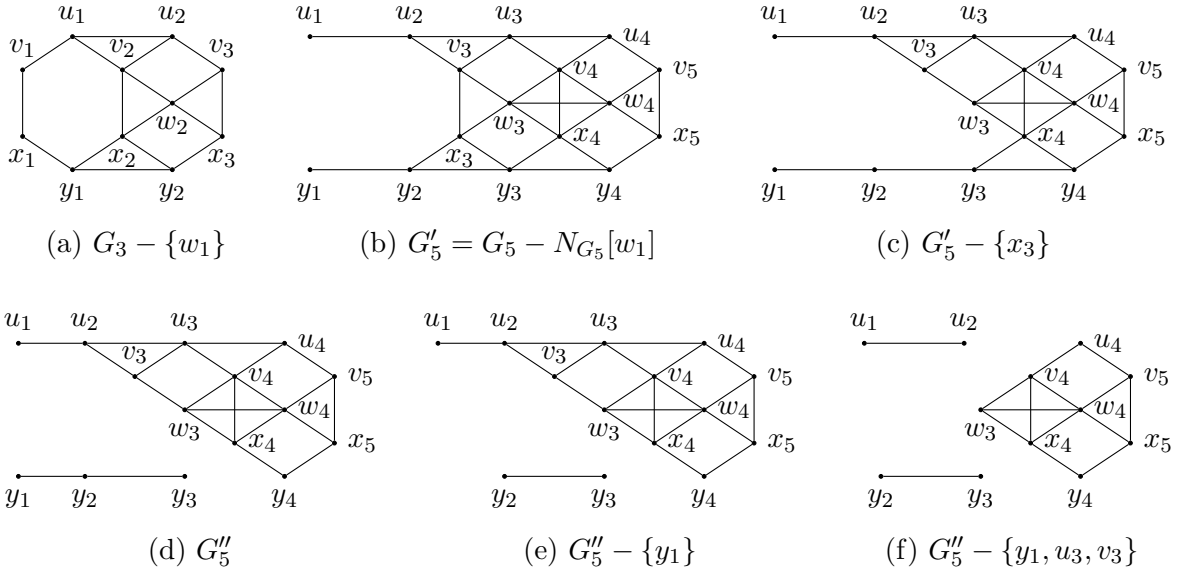 u₁ u₂ u₁ u₂ u₃ u₁ u₂ u₃
v₁ v₂ v₃ v₃ u₄ v₃ u₄
v₄ v₅ v₄ v₅
w₂ w₃ w₄ w₃ w₄
x₁ x₂ x₃ x₃ x₄ x₅ x₄ x₅
y₁ y₂ y₁ y₂ y₃ y₄ y₁ y₂ y₃ y₄
(a) G₃ − {w₁} (b) G′₅ = G₅ − N_{G₅}[w₁] (c) G′₅ − {x₃}
u₁ u₂ u₃ u₁ u₂ u₃ u₁ u₂
v₃ u₄ v₃ u₄ u₄
v₄ v₅ v₄ v₅ v₄ v₅
w₃ w₄ w₃ w₄ w₃ w₄
x₄ x₅ x₄ x₅ x₄ x₅
y₁ y₂ y₃ y₄ y₂ y₃ y₄ y₂ y₃ y₄
(d) G″₅ (e) G″₅ − {y₁} (f) G″₅ − {y₁, u₃, v₃}